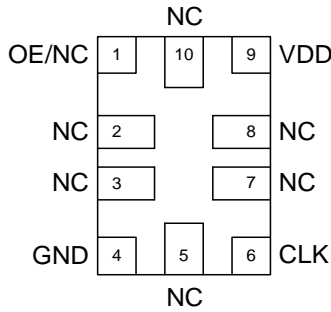 NC
OE/NC 1 10 9 VDD
NC 2 8 NC
NC 3 7 NC
GND 4 5 6 CLK
NC